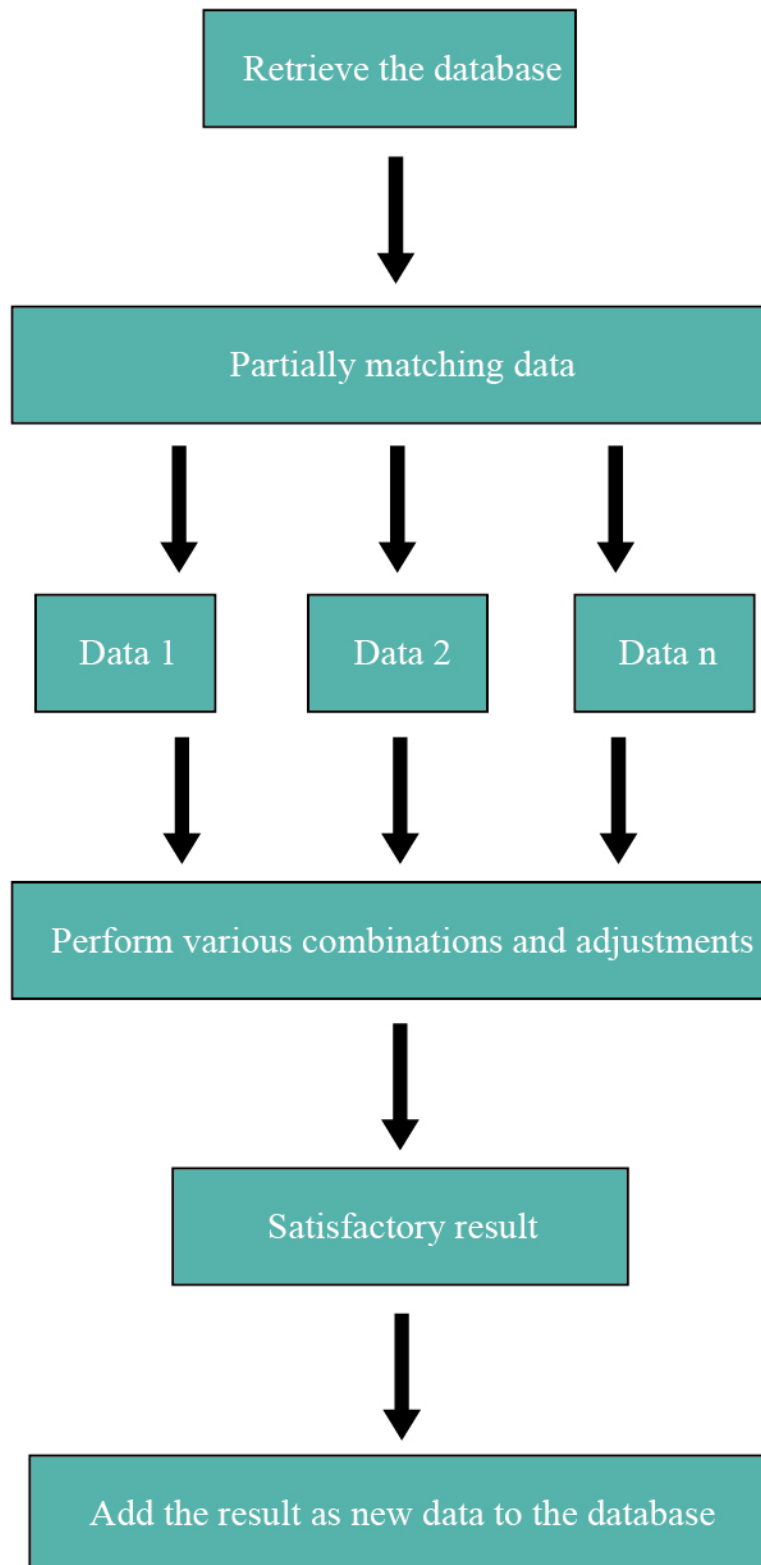 Retrieve the database
Partially matching data
Data 1
Data 2
Data n
Perform various combinations and adjustments
Satisfactory result
Add the result as new data to the database